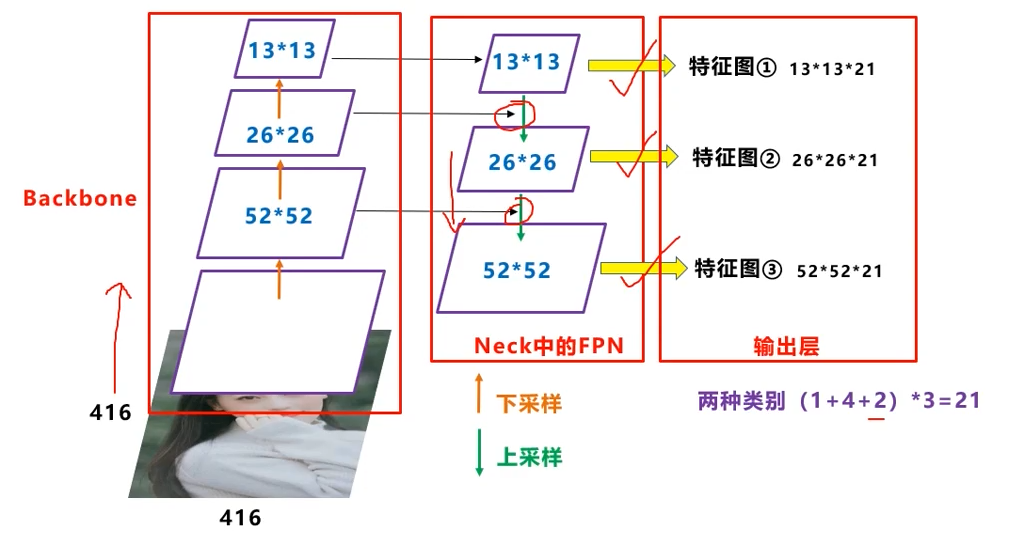 13*13
26*26
52*52
Backbone
416
416
13*13
26*26
52*52
Neck中的FPN
特征图① 13*13*21
特征图② 26*26*21
特征图③ 52*52*21
输出层
下采样
上采样
两种类别（1+4+2）*3=21